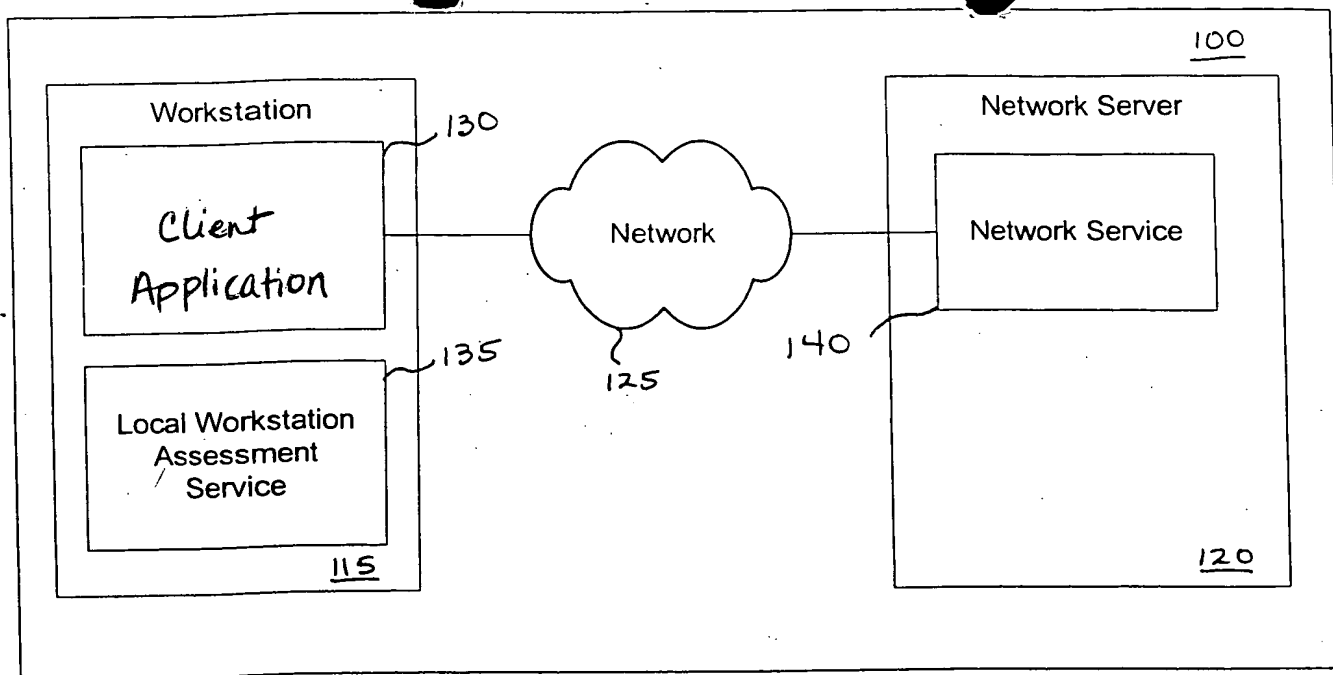 100
Workstation
130
Client
Application
135
Local Workstation
Assessment
Service
115
Network
125
Network Server
Network Service
140
120